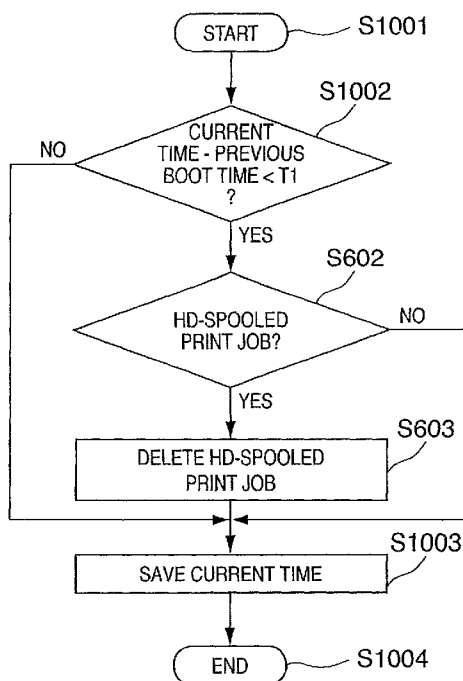 START
S1001
S1002
CURRENT
TIME - PREVIOUS
BOOT TIME < T1
?
NO
YES
S602
HD-SPOOLED
PRINT JOB?
NO
YES
S603
DELETE HD-SPOOLED
PRINT JOB
S1003
SAVE CURRENT TIME
END
S1004